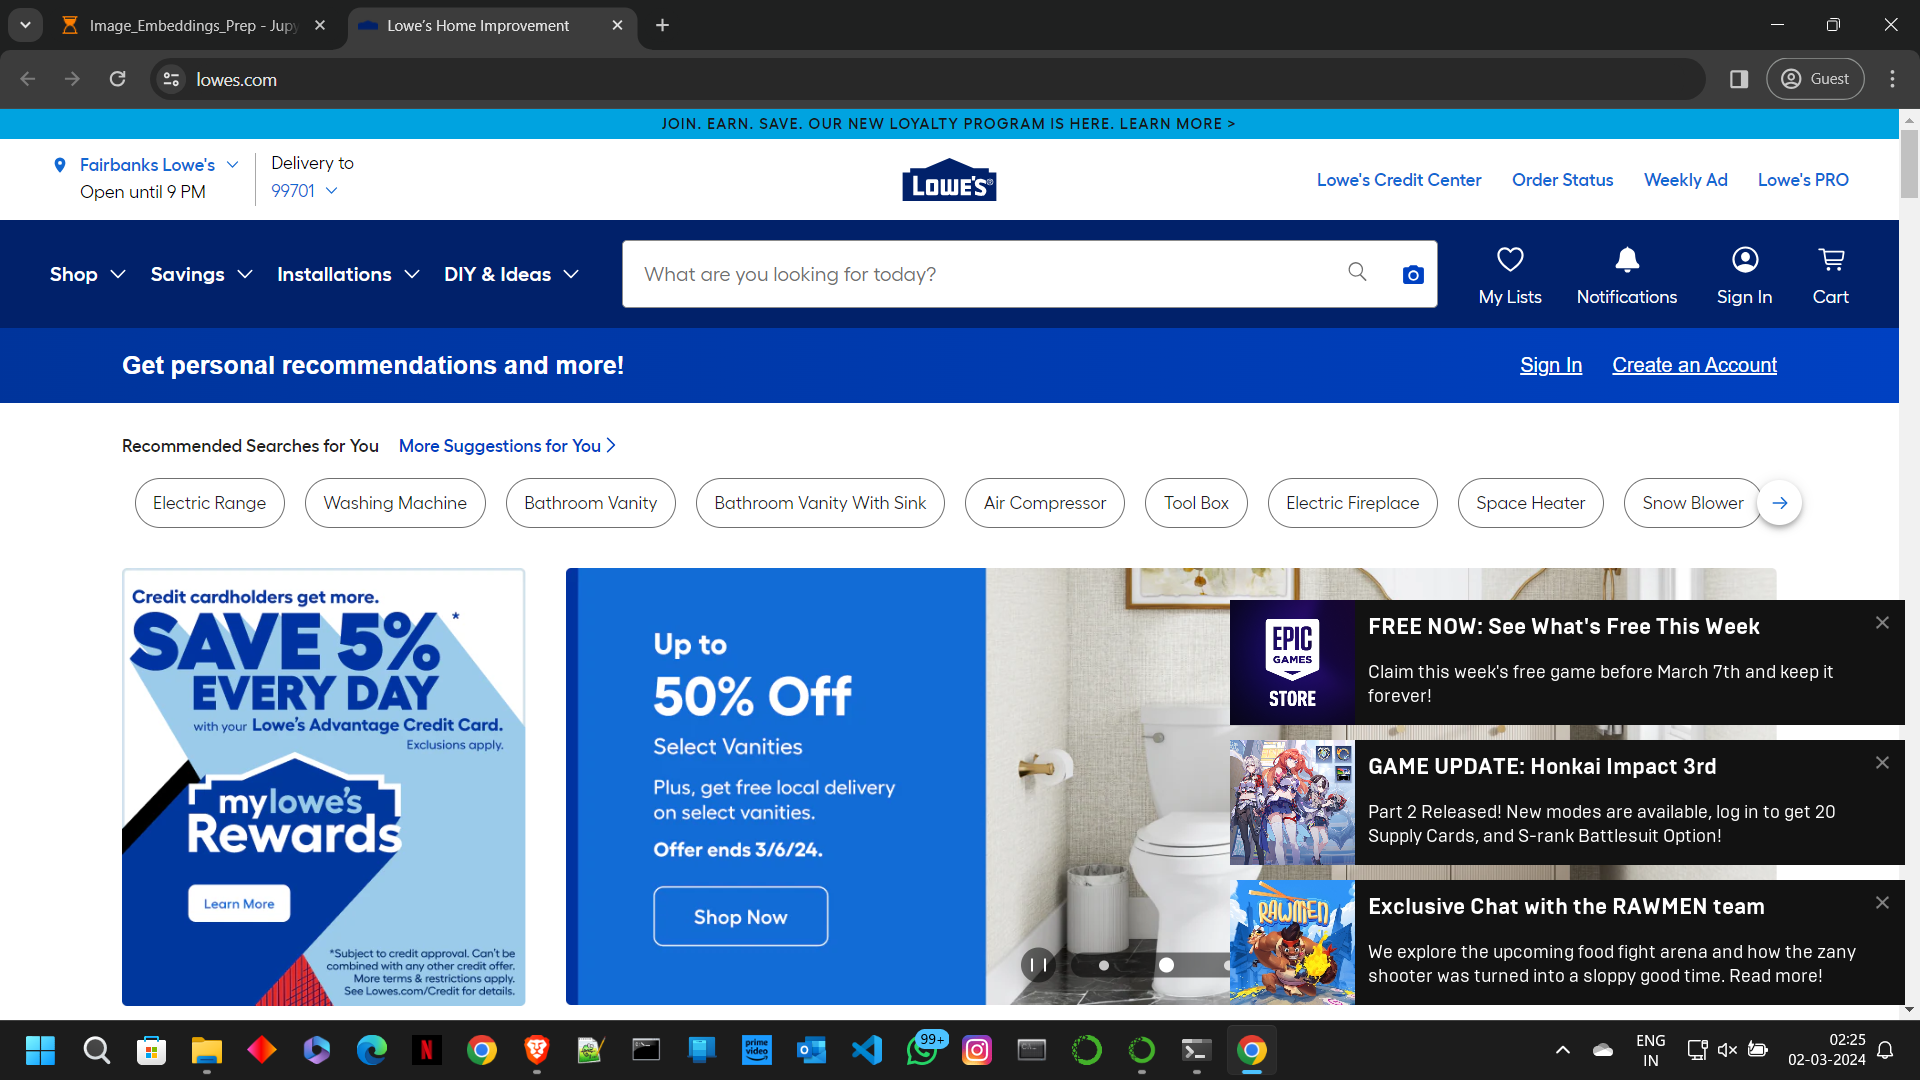 Image_Embeddings_Prep - Jupy
Lowe's Home Improvement
lowes.com
Guest
JOIN. EARN. SAVE. OUR NEW LOYALTY PROGRAM IS HERE. LEARN MORE >
Fairbanks Lowe's
Open until 9 PM
Delivery to
99701
LOWE'S®
Lowe's Credit Center
Order Status
Weekly Ad
Lowe's PRO
Shop
Savings
Installations
DIY & Ideas
What are you looking for today?
My Lists
Notifications
Sign In
Cart
Get personal recommendations and more!
Sign In
Create an Account
Recommended Searches for You
More Suggestions for You
Electric Range
Washing Machine
Bathroom Vanity
Bathroom Vanity With Sink
Air Compressor
Tool Box
Electric Fireplace
Space Heater
Snow Blower
Credit cardholders get more.
SAVE 5%*
EVERY DAY
with your Lowe's Advantage Credit Card.
Exclusions apply.
mylowe's
Rewards
Learn More
*Subject to credit approval. Can't be
combined with any other credit offer.
More terms & restrictions apply.
See Lowes.com/Credit for details.
Up to
50% Off
Select Vanities
Plus, get free local delivery
on select vanities.
Offer ends 3/6/24.
Shop Now
EPIC
GAMES
STORE
FREE NOW: See What's Free This Week
Claim this week's free game before March 7th and keep it
forever!
GAME UPDATE: Honkai Impact 3rd
Part 2 Released! New modes are available, log in to get 20
Supply Cards, and S-rank Battlesuit Option!
RAWMEN
Exclusive Chat with the RAWMEN team
We explore the upcoming food fight arena and how the zany
shooter was turned into a sloppy good time. Read more!
N
prime
video
99+
ENG
IN
02:25
02-03-2024